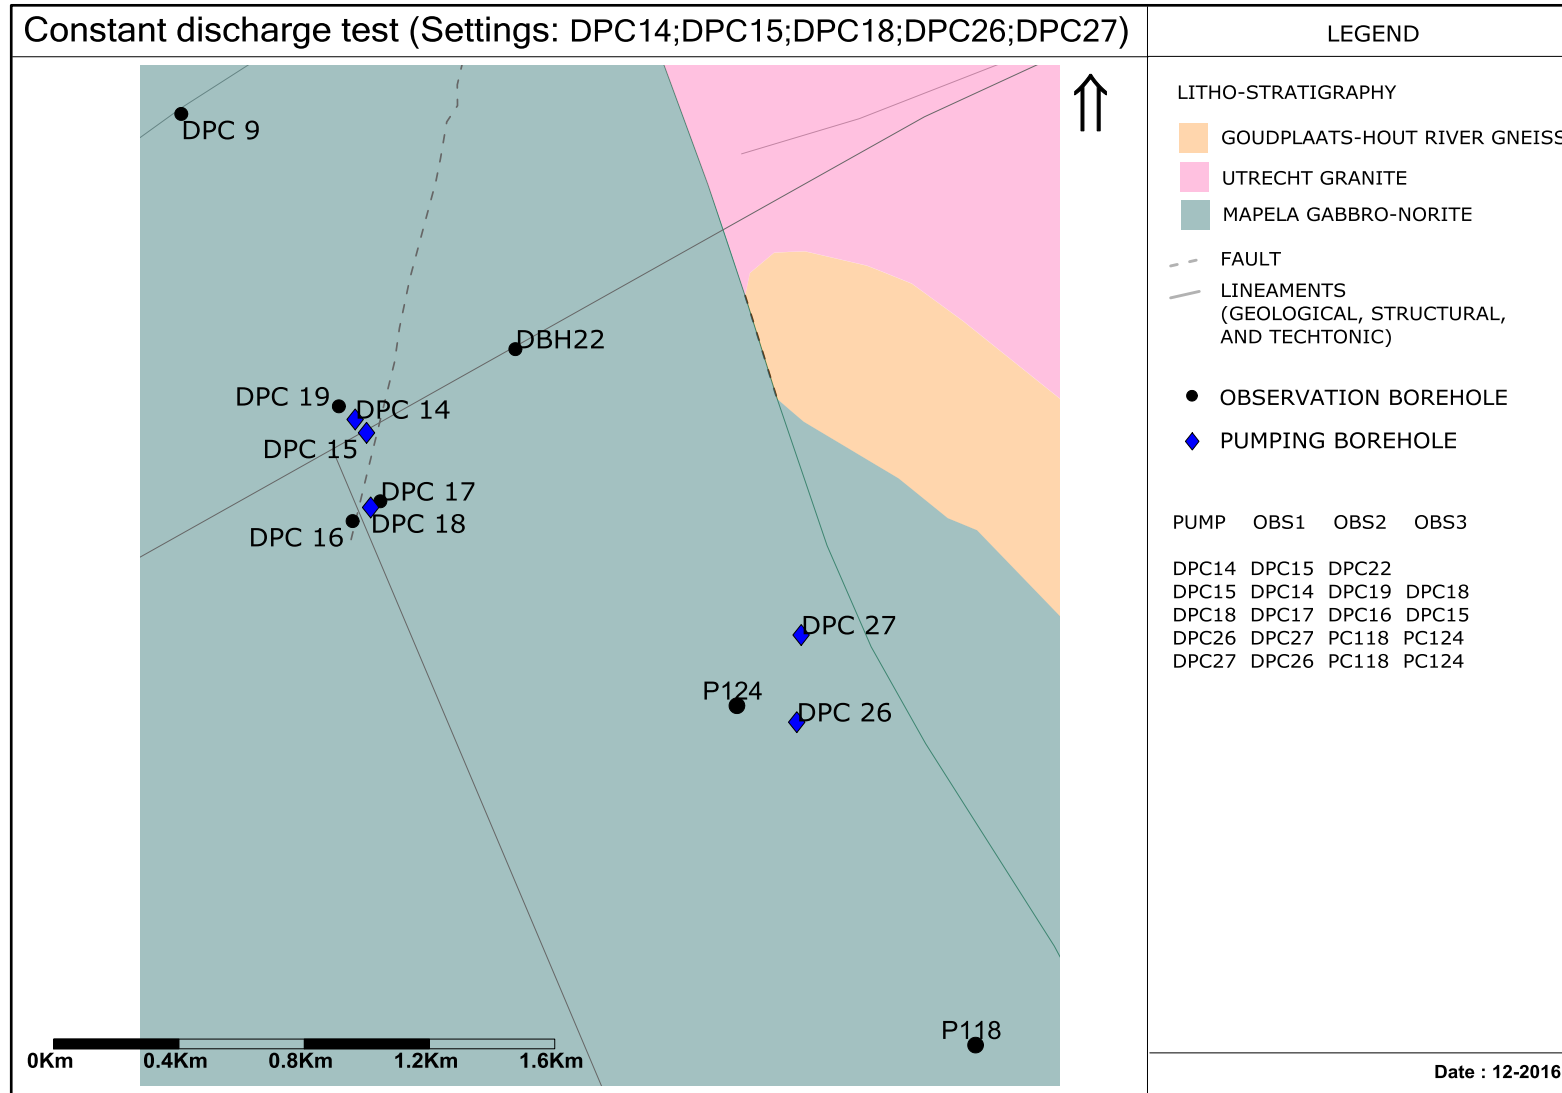 Constant discharge test (Settings: DPC14;DPC15;DPC18;DPC26;DPC27)
LEGEND
LITHO-STRATIGRAPHY
GOUDPLAATS-HOUT RIVER GNEISS
UTRECHT GRANITE
MAPELA GABBRO-NORITE
FAULT
LINEAMENTS
(GEOLOGICAL, STRUCTURAL,
AND TECHTONIC)
OBSERVATION BOREHOLE
PUMPING BOREHOLE
PUMP OBS1 OBS2 OBS3
DPC14 DPC15 DPC22
DPC15 DPC14 DPC19 DPC18
DPC18 DPC17 DPC16 DPC15
DPC26 DPC27 PC118 PC124
DPC27 DPC26 PC118 PC124
Date : 12-2016
DPC 9
DBH22
DPC 19
DPC 14
DPC 15
DPC 17
DPC 18
DPC 16
DPC 27
P124
DPC 26
P118
0Km 0.4Km 0.8Km 1.2Km 1.6Km